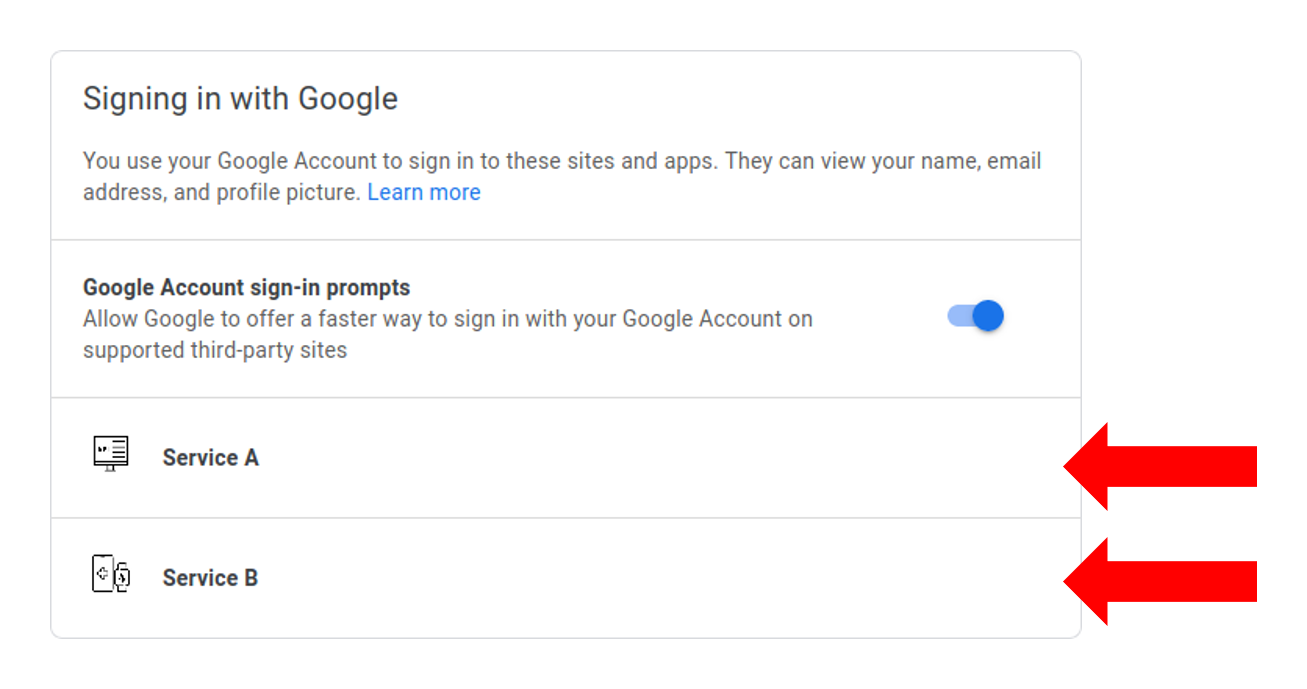 Signing in with Google
You use your Google Account to sign in to these sites and apps. They can view your name, email
address, and profile picture. Learn more
Google Account sign-in prompts
Allow Google to offer a faster way to sign in with your Google Account on
supported third-party sites
Service A
Service B